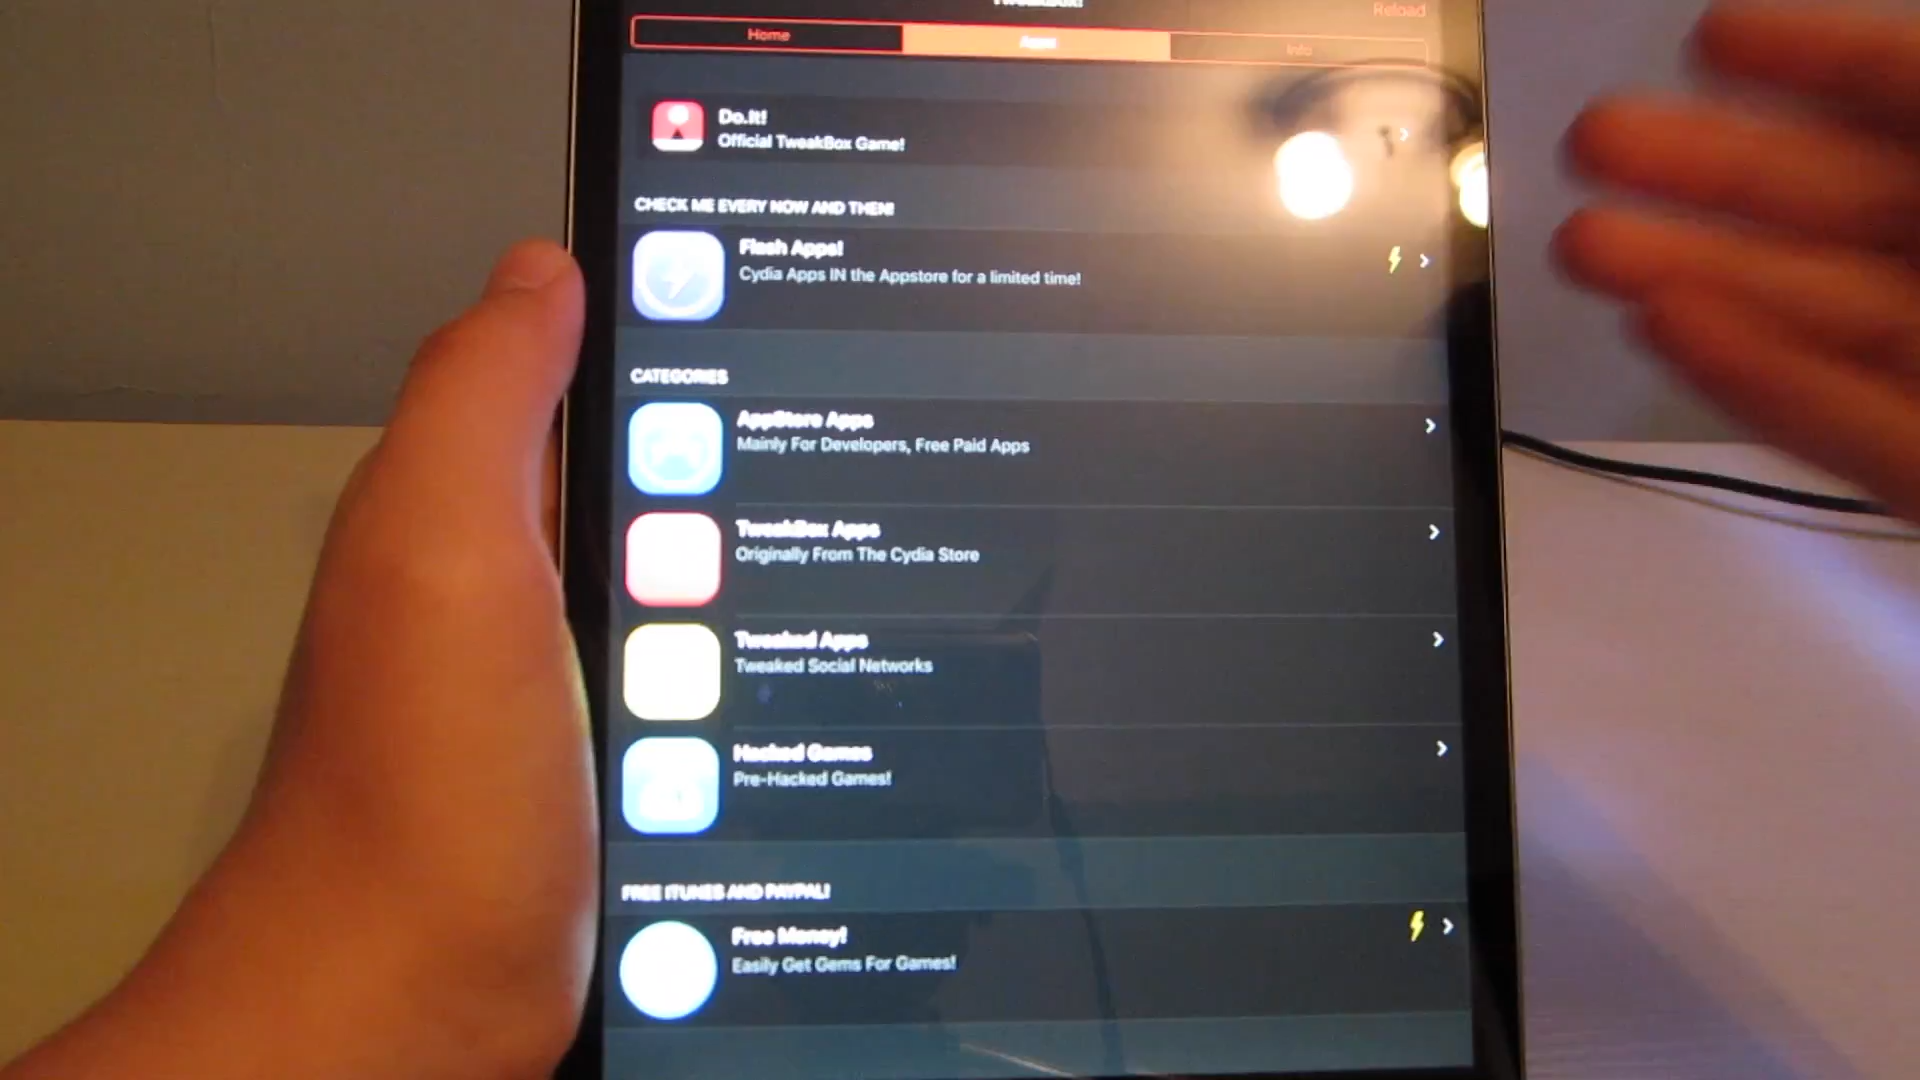 TweakBox!
Reload
Home
Apps
Info
Do.It!
Official TweakBox Game!
CHECK ME EVERY NOW AND THEN!
Flash Apps!
Cydia Apps IN the Appstore for a limited time!
CATEGORIES
AppStore Apps
Mainly For Developers, Free Paid Apps
TweakBox Apps
Originally From The Cydia Store
Tweaked Apps
Tweaked Social Networks
Hacked Games
Pre-Hacked Games!
FREE ITUNES AND PAYPAL!
Free Money!
Easily Get Gems For Games!